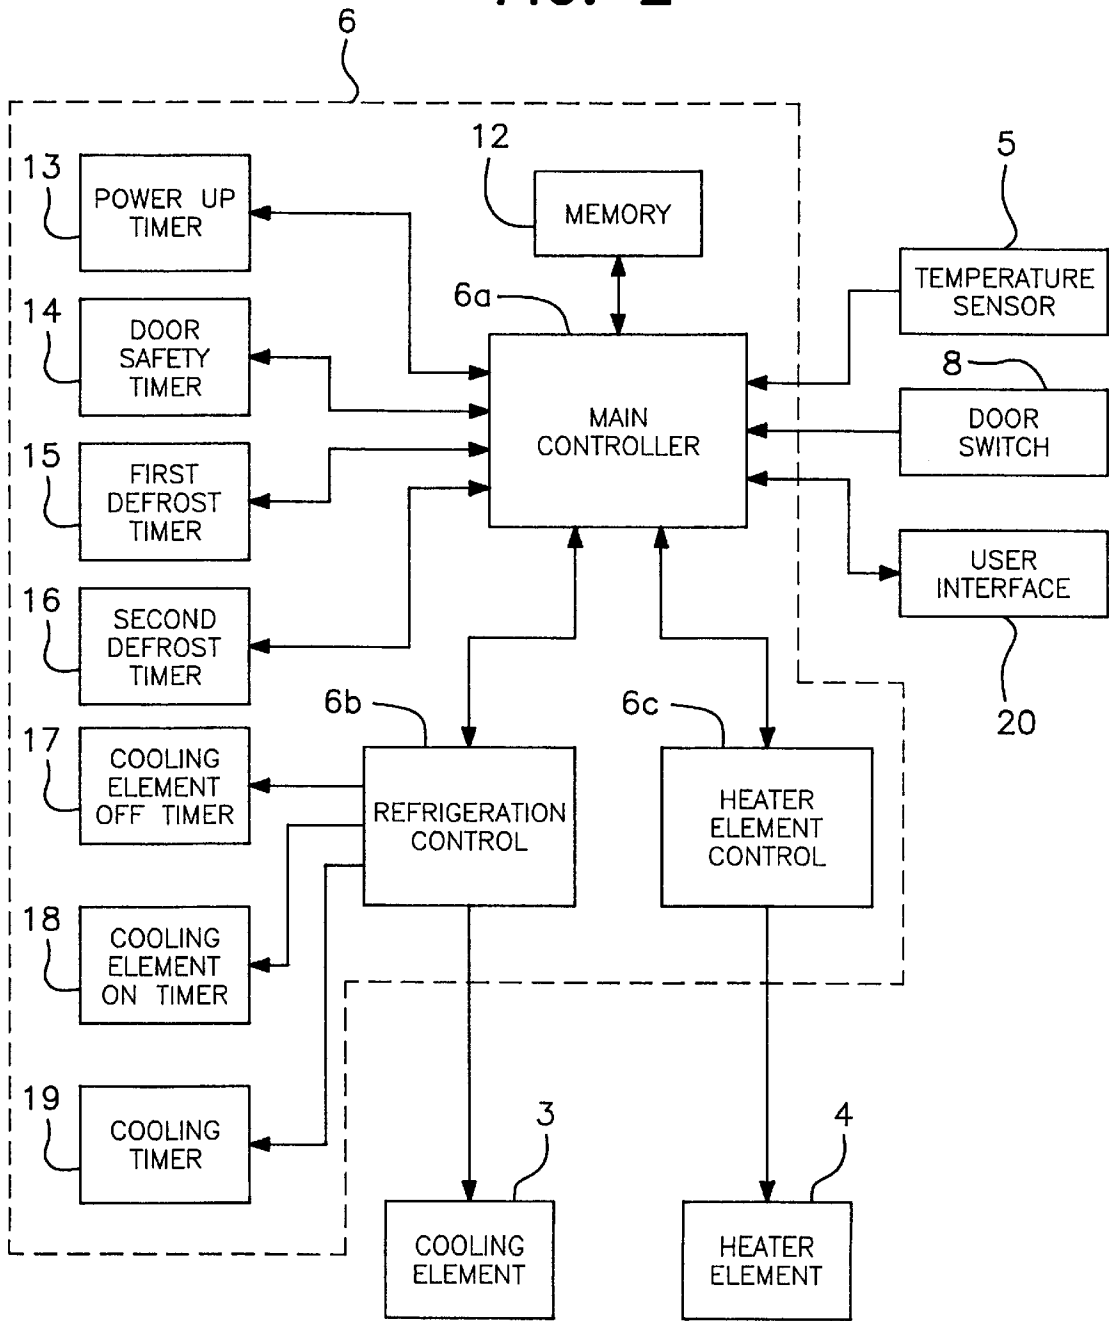 6
13
POWER UP
TIMER
12
MEMORY
5
TEMPERATURE
SENSOR
14
DOOR
SAFETY
TIMER
6a
MAIN
CONTROLLER
8
DOOR
SWITCH
15
FIRST
DEFROST
TIMER
USER
INTERFACE
20
16
SECOND
DEFROST
TIMER
6b
REFRIGERATION
CONTROL
6c
HEATER
ELEMENT
CONTROL
17
COOLING
ELEMENT
OFF TIMER
18
COOLING
ELEMENT
ON TIMER
19
COOLING
TIMER
3
COOLING
ELEMENT
4
HEATER
ELEMENT